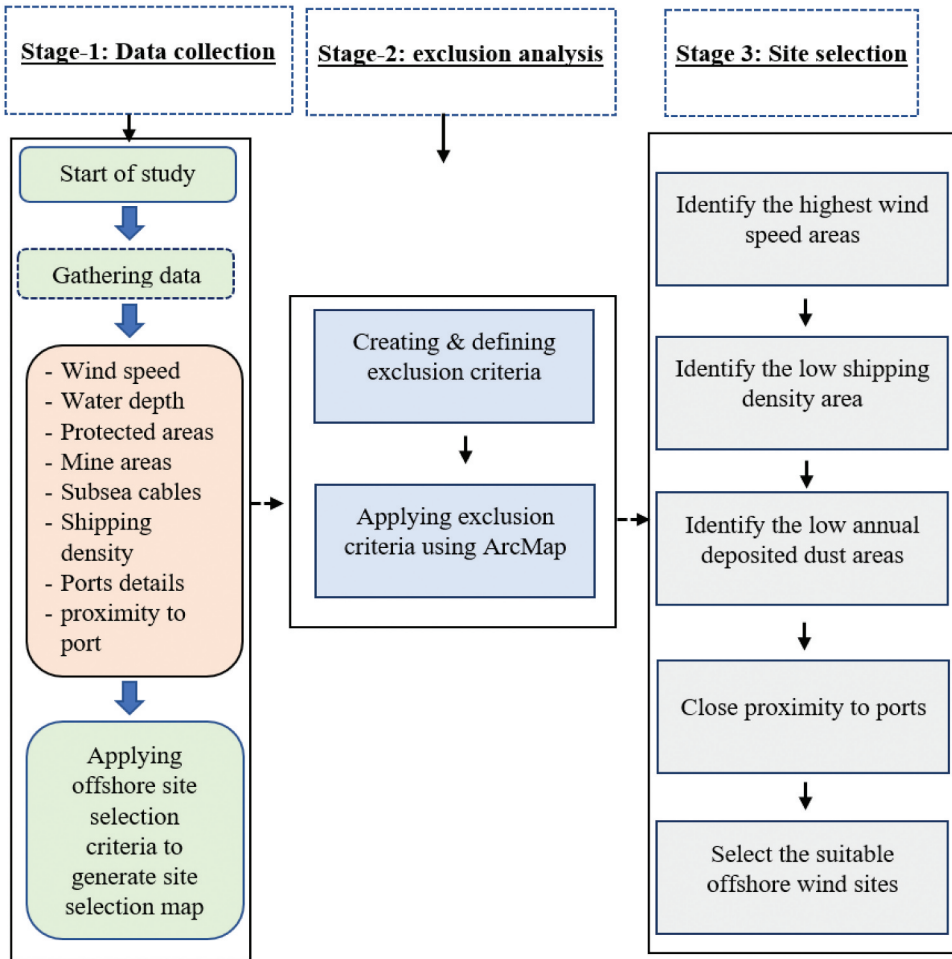 Stage-1: Data collection
Start of study
Gathering data
- Wind speed
- Water depth
- Protected areas
- Mine areas
- Subsea cables
- Shipping
density
- Ports details
- proximity to
port
Applying
offshore site
selection
criteria to
generate site
selection map
Stage-2: exclusion analysis
Creating & defining
exclusion criteria
Applying exclusion
criteria using ArcMap
Stage 3: Site selection
Identify the highest wind
speed areas
Identify the low shipping
density area
Identify the low annual
deposited dust areas
Close proximity to ports
Select the suitable
offshore wind sites